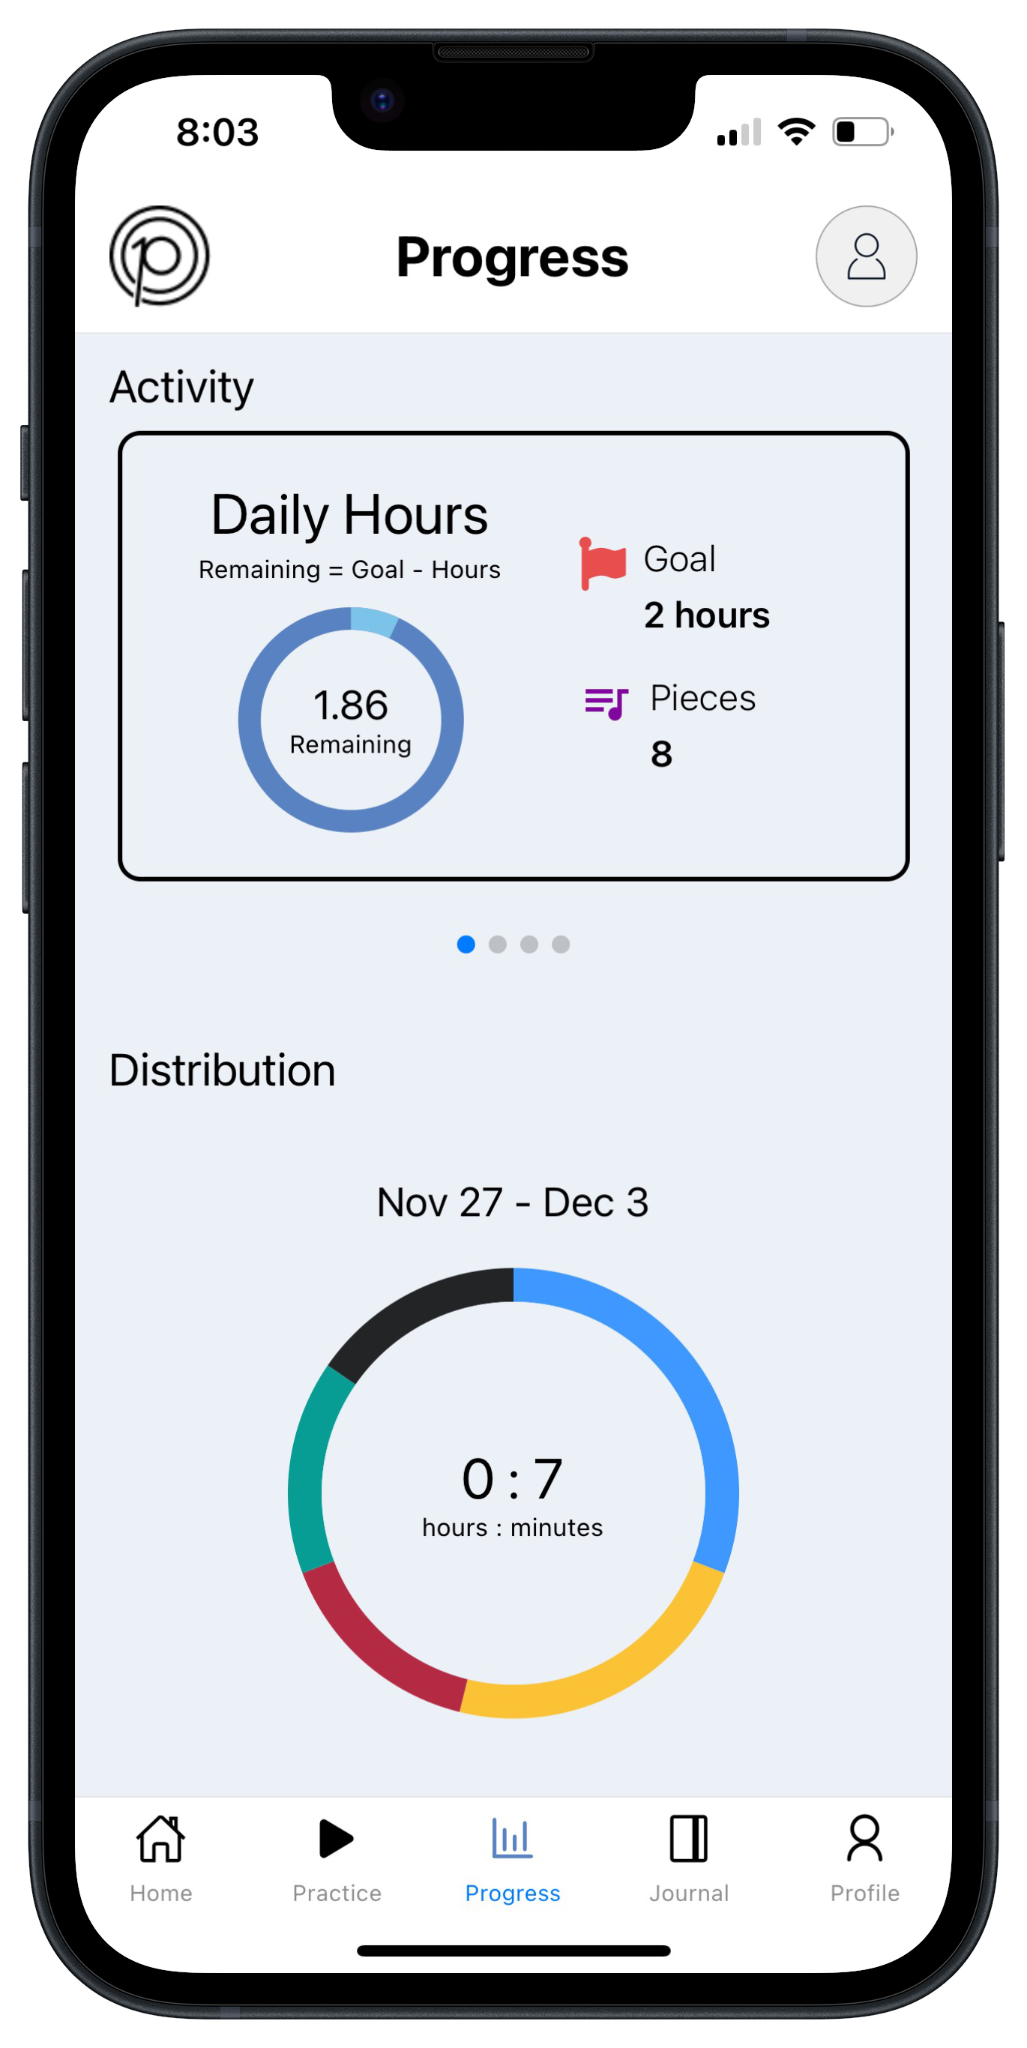 8:03
Progress
Activity
Daily Hours
Remaining = Goal - Hours
1.86
Remaining
Goal
2 hours
Pieces
8
Distribution
Nov 27 - Dec 3
0 : 7
hours : minutes
Home
Practice
Progress
Journal
Profile